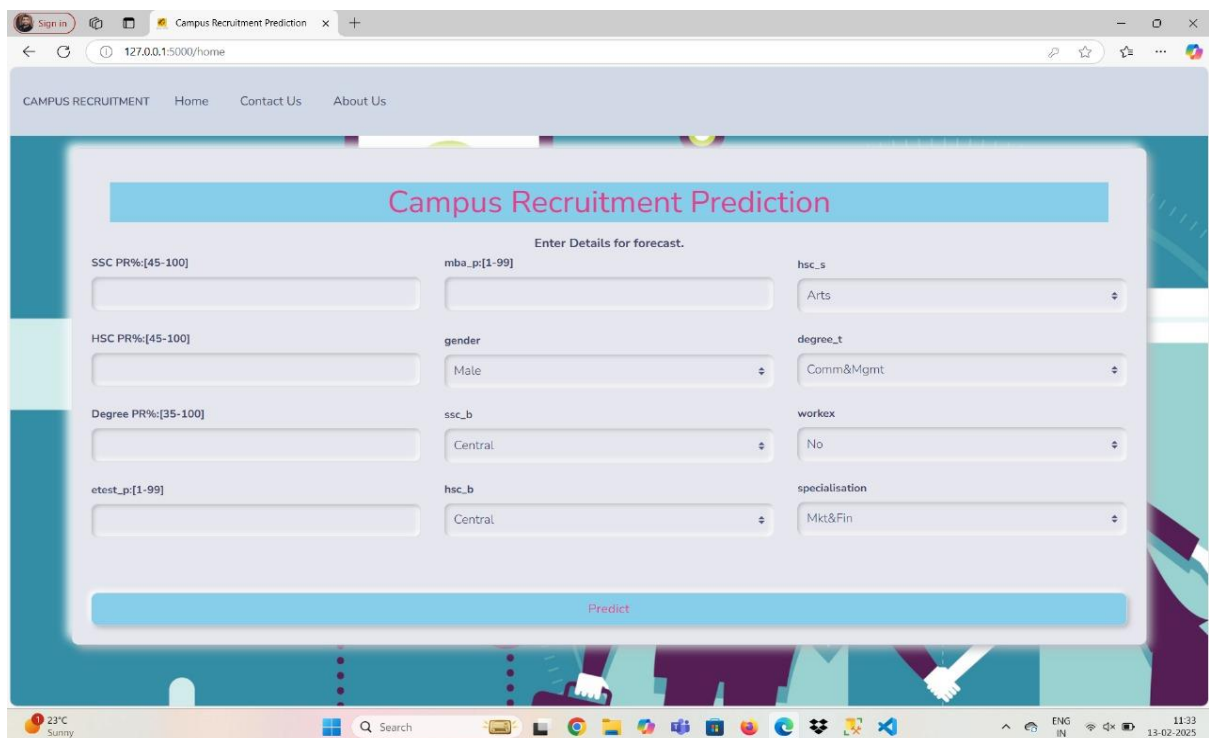 Sign in
Campus Recruitment Prediction
127.0.0.1:5000/home
CAMPUS RECRUITMENT Home Contact Us About Us
Campus Recruitment Prediction
Enter Details for forecast.
SSC PR%:[45-100] mba_p:[1-99] hsc_s
Arts
HSC PR%:[45-100] gender degree_t
Male Comm&Mgmt
Degree PR%:[35-100] ssc_b workex
Central No
etest_p:[1-99] hsc_b specialisation
Central Mkt&Fin
Predict
1 23°C Search ENG 11:33
Sunny IN 13-02-2025